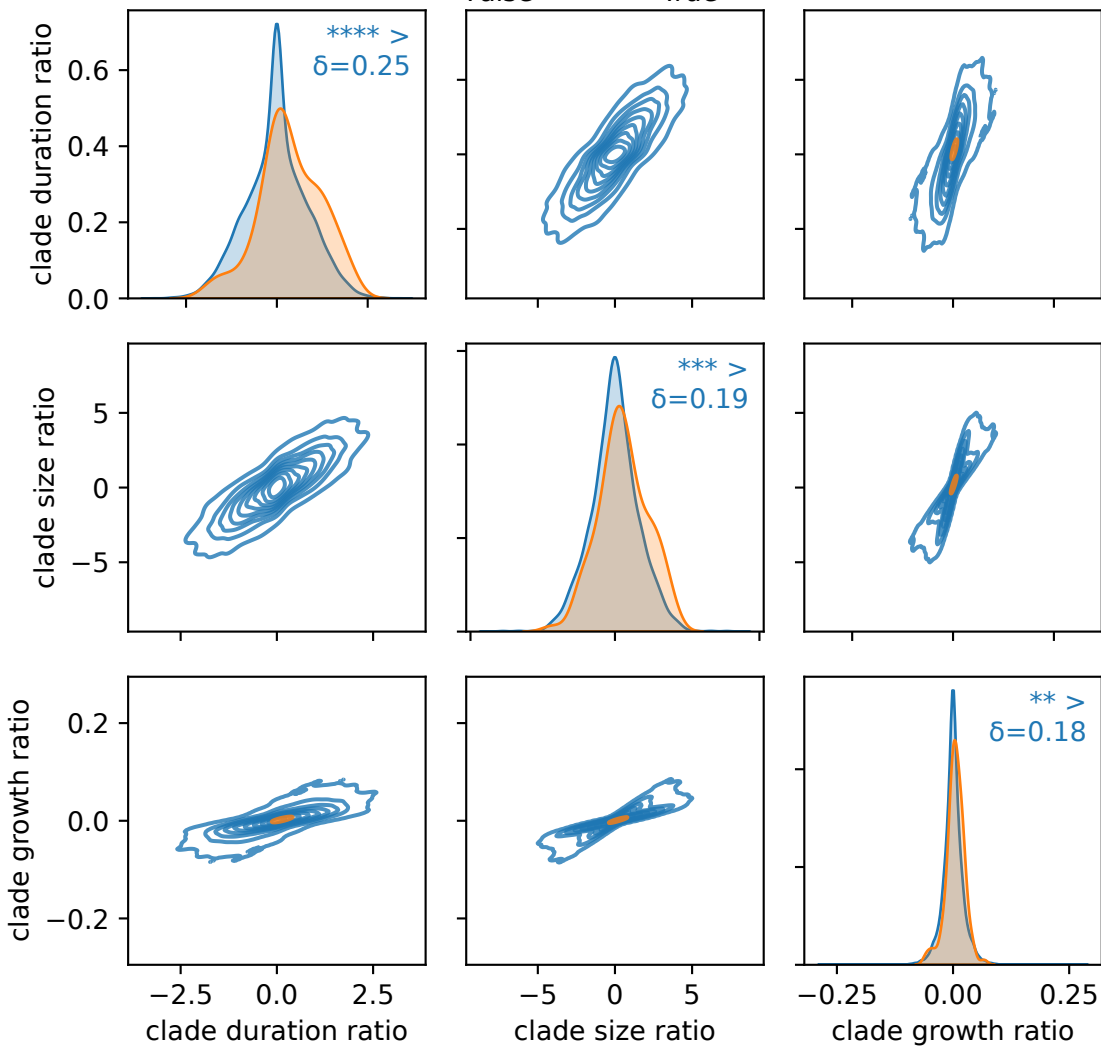 clade duration ratio
0.6
0.4
0.2
0.0
**** >
δ=0.25
clade size ratio
5
0
−5
*** >
δ=0.19
clade growth ratio
0.2
0.0
−0.2
** >
δ=0.18
−2.5 0.0 2.5
−5 0 5
−0.25 0.00 0.25
clade duration ratio
clade size ratio
clade growth ratio